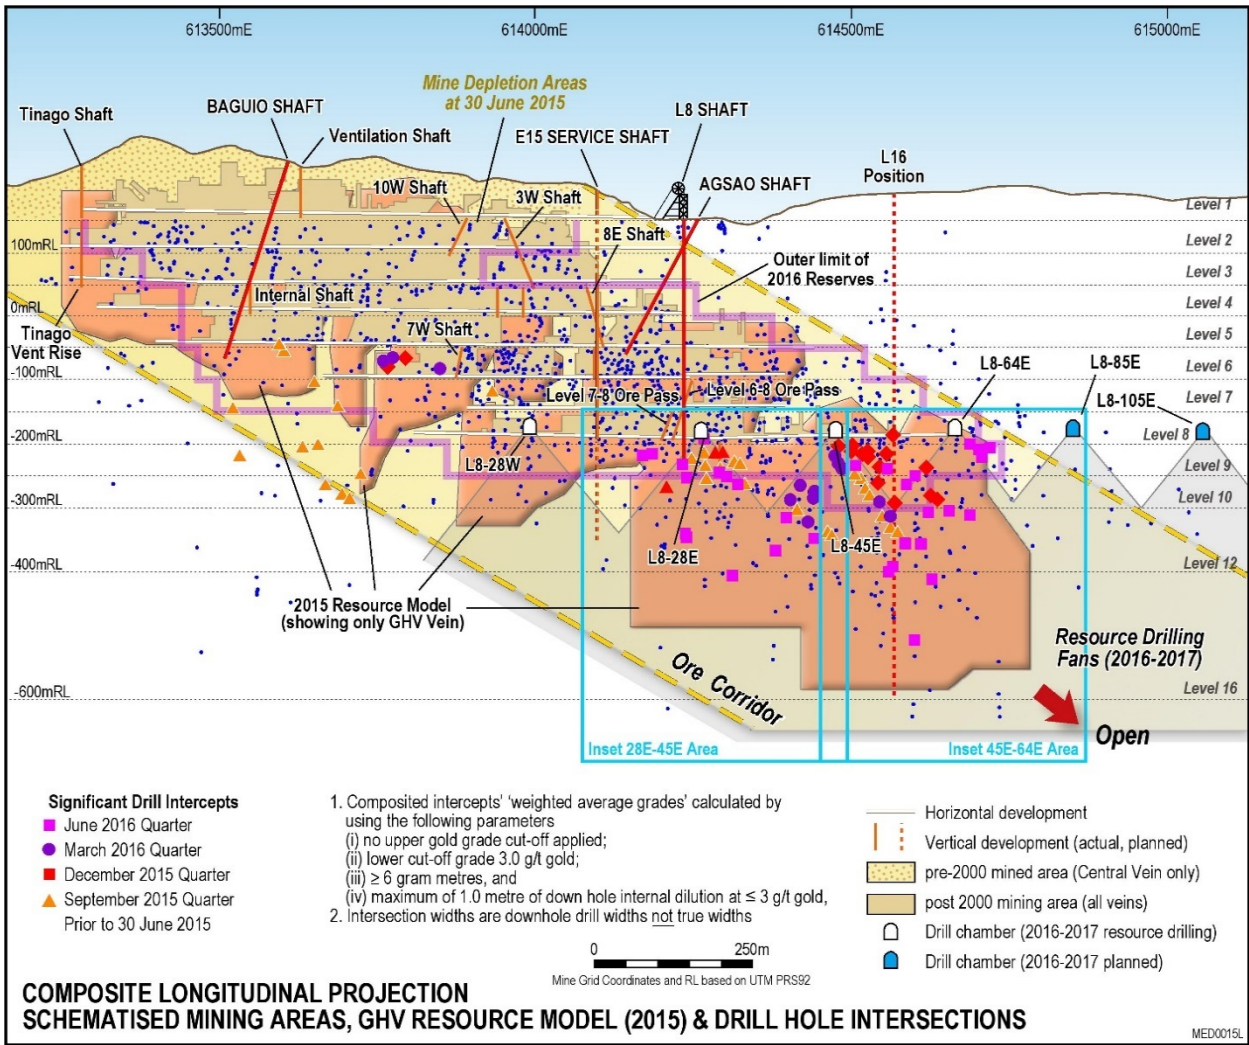 613500mE
614000mE
614500mE
615000mE
Mine Depletion Areas
at 30 June 2015
Tinago Shaft
BAGUIO SHAFT
Ventilation Shaft
E15 SERVICE SHAFT
L8 SHAFT
L16
Position
10W Shaft
3W Shaft
AGSAO SHAFT
Level 1
8E Shaft
Level 2
100mRL
Outer limit of
2016 Reserves
Level 3
Internal Shaft
Level 4
0mRL
Tinago
Vent Rise
7W Shaft
Level 5
-100mRL
Level 6
L8-64E
L8-85E
Level 7-8 Ore Pass
Level 6-8 Ore Pass
Level 7
L8-105E
-200mRL
Level 8
L8-28W
Level 9
-300mRL
Level 10
L8-28E
L8-45E
-400mRL
Level 12
2015 Resource Model
(showing only GHV Vein)
Ore Corridor
Resource Drilling
Fans (2016-2017)
-600mRL
Level 16
Open
Inset 28E-45E Area
Inset 45E-64E Area
Significant Drill Intercepts
June 2016 Quarter
March 2016 Quarter
December 2015 Quarter
September 2015 Quarter
Prior to 30 June 2015
1. Composited intercepts' 'weighted average grades' calculated by
using the following parameters
(i) no upper gold grade cut-off applied;
(ii) lower cut-off grade 3.0 g/t gold;
(iii) ≥ 6 gram metres, and
(iv) maximum of 1.0 metre of down hole internal dilution at ≤ 3 g/t gold,
2. Intersection widths are downhole drill widths not true widths
0 250m
Mine Grid Coordinates and RL based on UTM PRS92
Horizontal development
Vertical development (actual, planned)
pre-2000 mined area (Central Vein only)
post 2000 mining area (all veins)
Drill chamber (2016-2017 resource drilling)
Drill chamber (2016-2017 planned)
COMPOSITE LONGITUDINAL PROJECTION
SCHEMATISED MINING AREAS, GHV RESOURCE MODEL (2015) & DRILL HOLE INTERSECTIONS
MED0015L